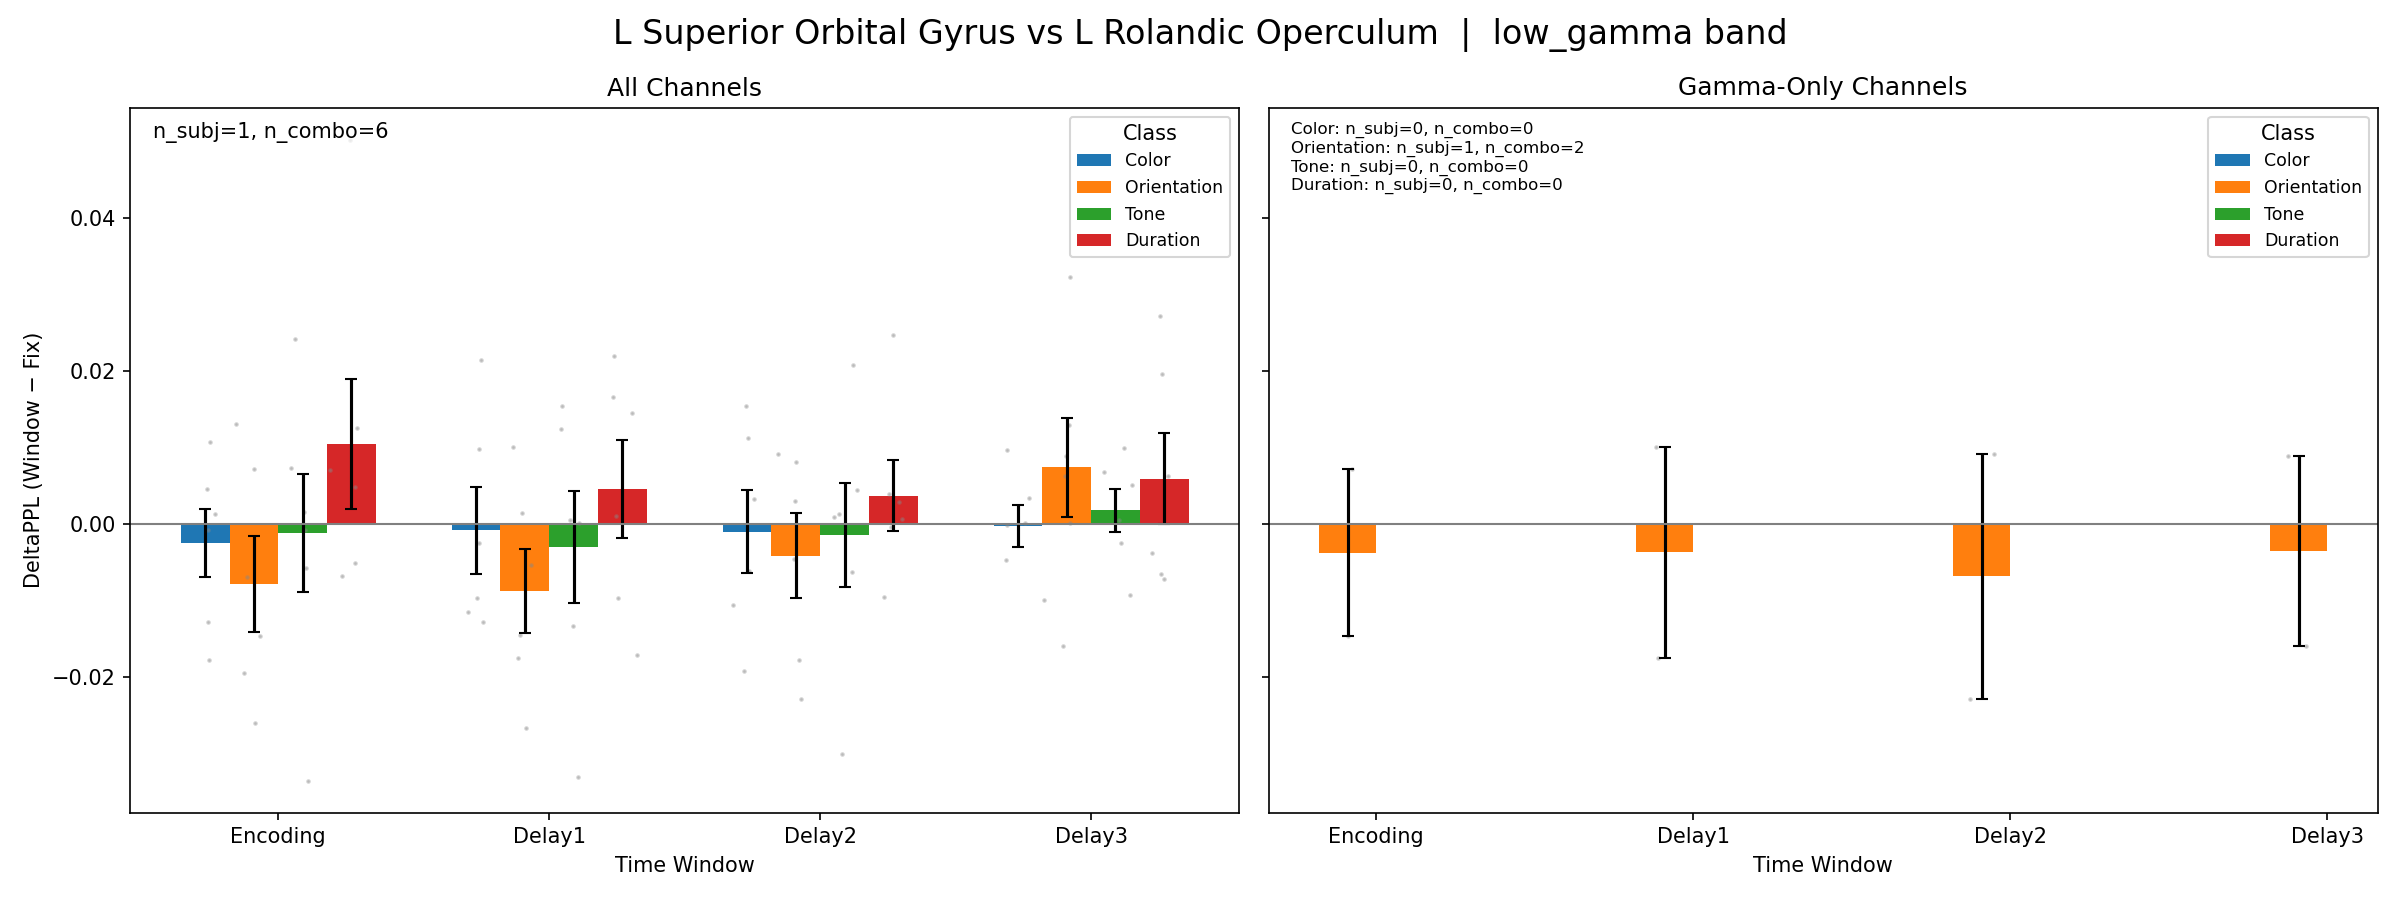 L Superior Orbital Gyrus vs L Rolandic Operculum | low_gamma band
All Channels
n_subj=1, n_combo=6
Class
Color
Orientation
Tone
Duration
DeltaPPL (Window − Fix)
0.04
0.02
0.00
−0.02
Encoding
Delay1
Delay2
Delay3
Time Window
Gamma-Only Channels
Color: n_subj=0, n_combo=0
Orientation: n_subj=1, n_combo=2
Tone: n_subj=0, n_combo=0
Duration: n_subj=0, n_combo=0
Class
Color
Orientation
Tone
Duration
Encoding
Delay1
Delay2
Delay3
Time Window